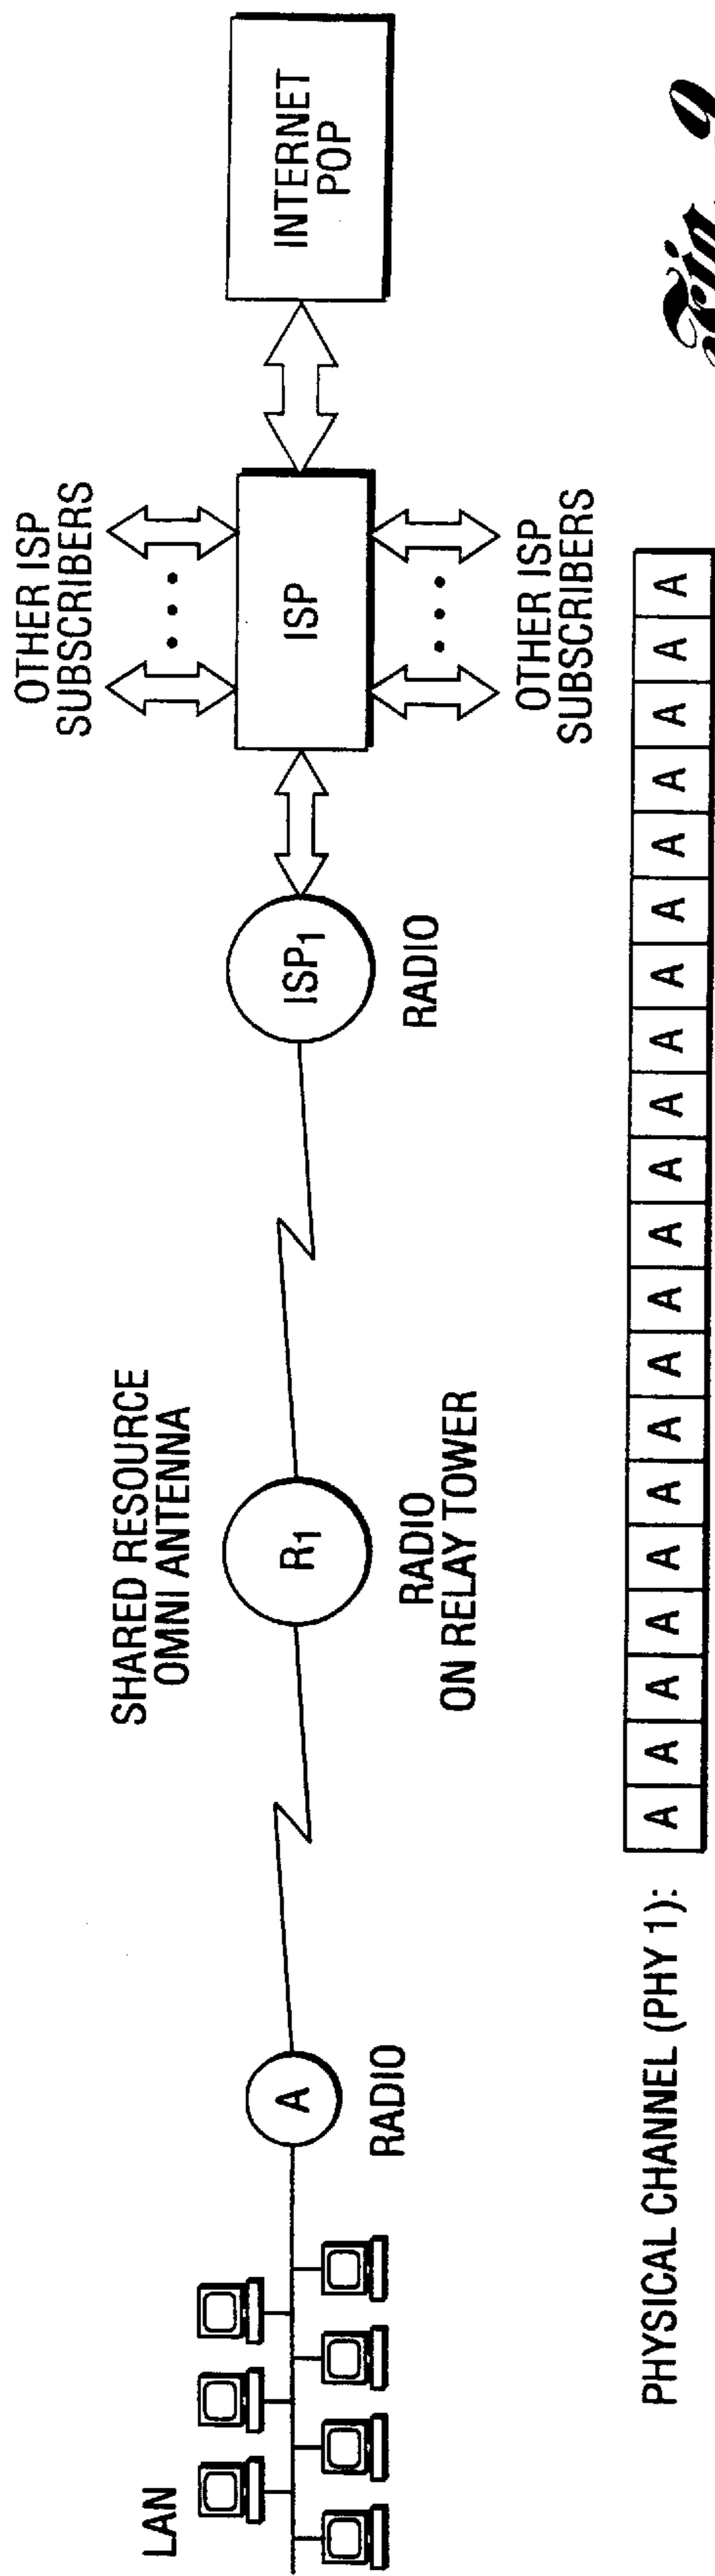 LAN
A
RADIO
SHARED RESOURCE
OMNI ANTENNA
R1
RADIO
ON RELAY TOWER
ISP1
RADIO
OTHER ISP
SUBSCRIBERS
ISP
OTHER ISP
SUBSCRIBERS
INTERNET
POP
PHYSICAL CHANNEL (PHY 1): A A A A A A A A A A A A A A A A A A A A